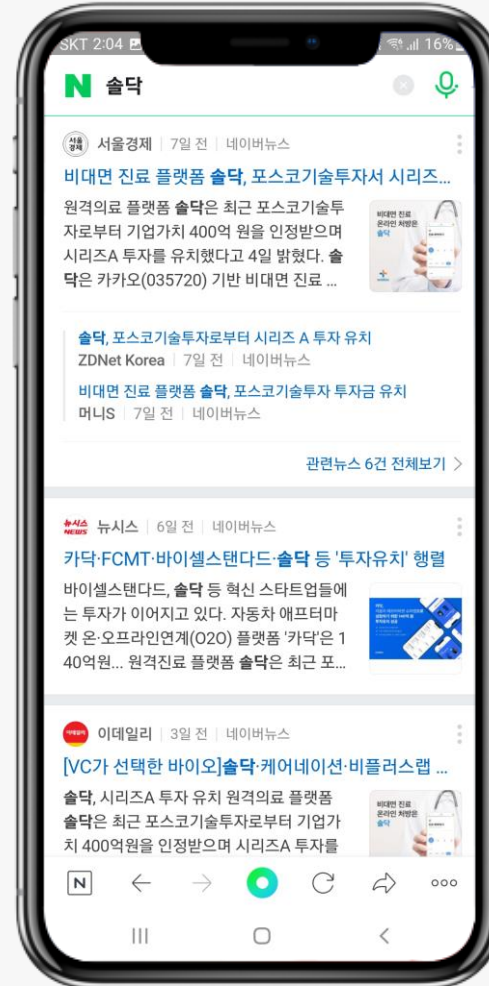 SKT 2:04
16%
N 솔닥
서울경제 서울경제 7일 전 네이버뉴스
비대면 진료 플랫폼 솔닥, 포스코기술투자서 시리즈...
원격의료 플랫폼 솔닥은 최근 포스코기술투
자로부터 기업가치 400억 원을 인정받으며
시리즈A 투자를 유치했다고 4일 밝혔다. 솔
닥은 카카오(035720) 기반 비대면 진료 ...
비대면 진료
온라인 처방은
솔닥
솔닥, 포스코기술투자로부터 시리즈 A 투자 유치
ZDNet Korea 7일 전 네이버뉴스
비대면 진료 플랫폼 솔닥, 포스코기술투자 투자금 유치
머니S 7일 전 네이버뉴스
관련뉴스 6건 전체보기 >
뉴시스 NEWS 뉴시스 6일 전 네이버뉴스
카닥·FCMT·바이셀스탠다드·솔닥 등 '투자유치' 행렬
바이셀스탠다드, 솔닥 등 혁신 스타트업들에
는 투자가 이어지고 있다. 자동차 애프터마
켓 온·오프라인연계(O2O) 플랫폼 '카닥'은 1
40억원... 원격진료 플랫폼 솔닥은 최근 포...
이데일리 이데일리 3일 전 네이버뉴스
[VC가 선택한 바이오]솔닥·케어네이션·비플러스랩 ...
솔닥, 시리즈A 투자 유치 원격의료 플랫폼
솔닥은 최근 포스코기술투자로부터 기업가
치 400억원을 인정받으며 시리즈A 투자를
비대면 진료
온라인 처방은
솔닥
N